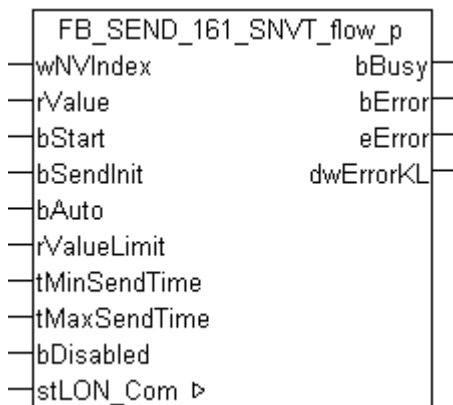 FB_SEND_161_SNVT_flow_p
wNVIndex bBusy
rValue bError
bStart eError
bSendInit dwErrorKL
bAuto
rValueLimit
tMinSendTime
tMaxSendTime
bDisabled
stLON_Com ▷